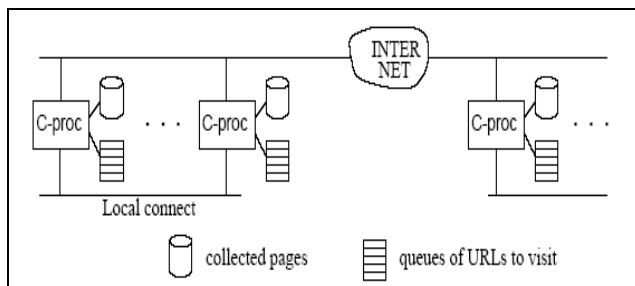 INTER
NET
C-proc
. . .
C-proc
C-proc
. . .
Local connect
collected pages
queues of URLs to visit